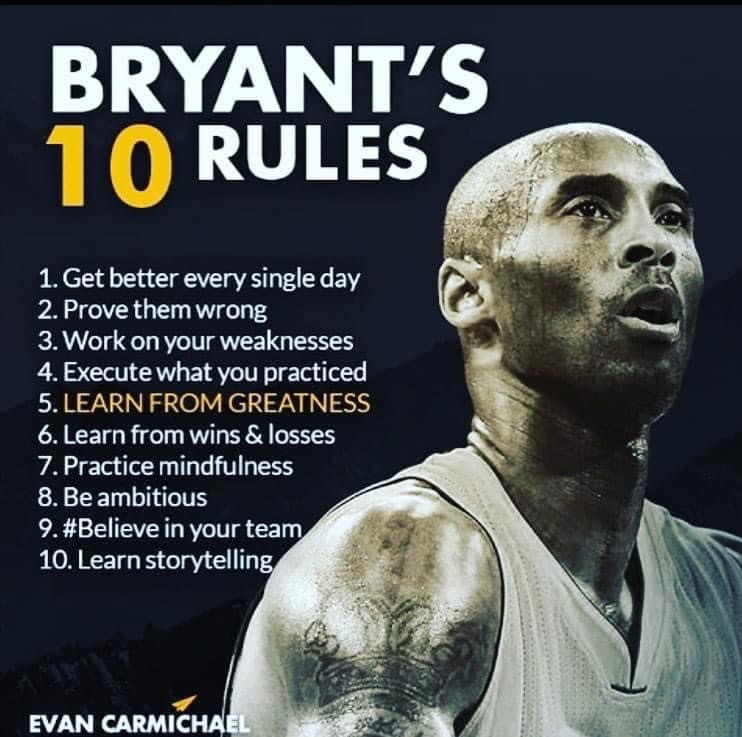 BRYANT'S
10 RULES
1. Get better every single day
2. Prove them wrong
3. Work on your weaknesses
4. Execute what you practiced
5. LEARN FROM GREATNESS
6. Learn from wins & losses
7. Practice mindfulness
8. Be ambitious
9. #Believe in your team
10. Learn storytelling
EVAN CARMICHAEL